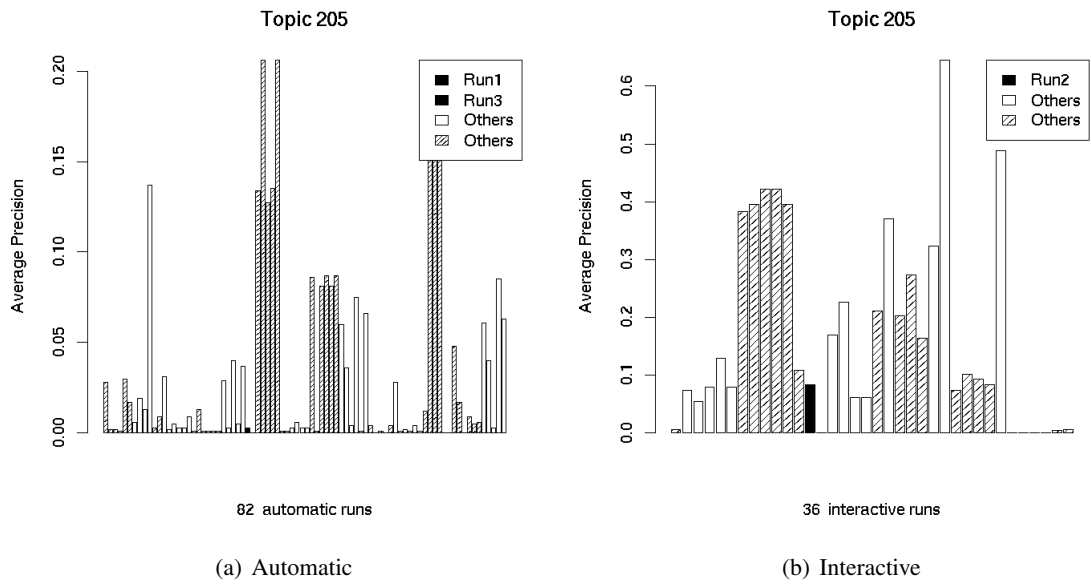 Topic 205
0.20
0.15
0.10
0.05
0.00
Average Precision
Run1
Run3
Others
Others
82 automatic runs
(a) Automatic
Topic 205
0.6
0.5
0.4
0.3
0.2
0.1
0.0
Average Precision
Run2
Others
Others
36 interactive runs
(b) Interactive